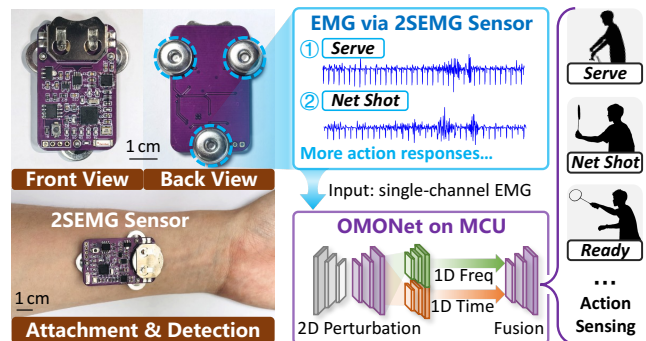 1 cm
Front View
Back View
2SEMG Sensor
1 cm
Attachment & Detection
EMG via 2SEMG Sensor
① Serve
② Net Shot
More action responses...
Input: single-channel EMG
OMONet on MCU
1D Freq
1D Time
2D Perturbation
Fusion
Serve
Net Shot
Ready
...
Action
Sensing